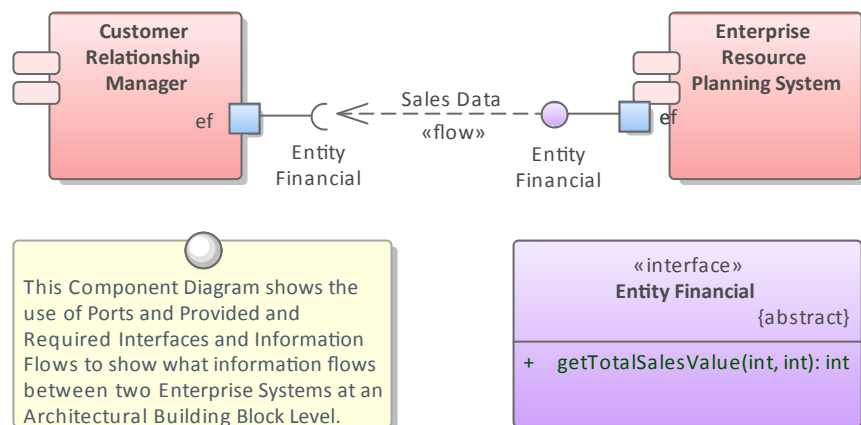 Customer
Relationship
Manager
ef
Entity
Financial
Sales Data
«flow»
Entity
Financial
Enterprise
Resource
Planning System
ef
This Component Diagram shows the
use of Ports and Provided and
Required Interfaces and Information
Flows to show what information flows
between two Enterprise Systems at an
Architectural Building Block Level.
«interface»
Entity Financial
{abstract}
+ getTotalSalesValue(int, int): int